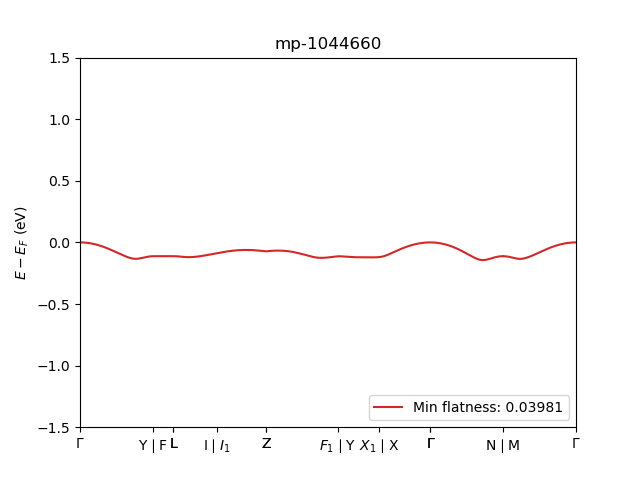 mp-1044660
E − E_F (eV)
1.5
1.0
0.5
0.0
−0.5
−1.0
−1.5
Min flatness: 0.03981
Γ Y | F L I | I₁ Z F₁ | Y X₁ | X Γ N | M Γ